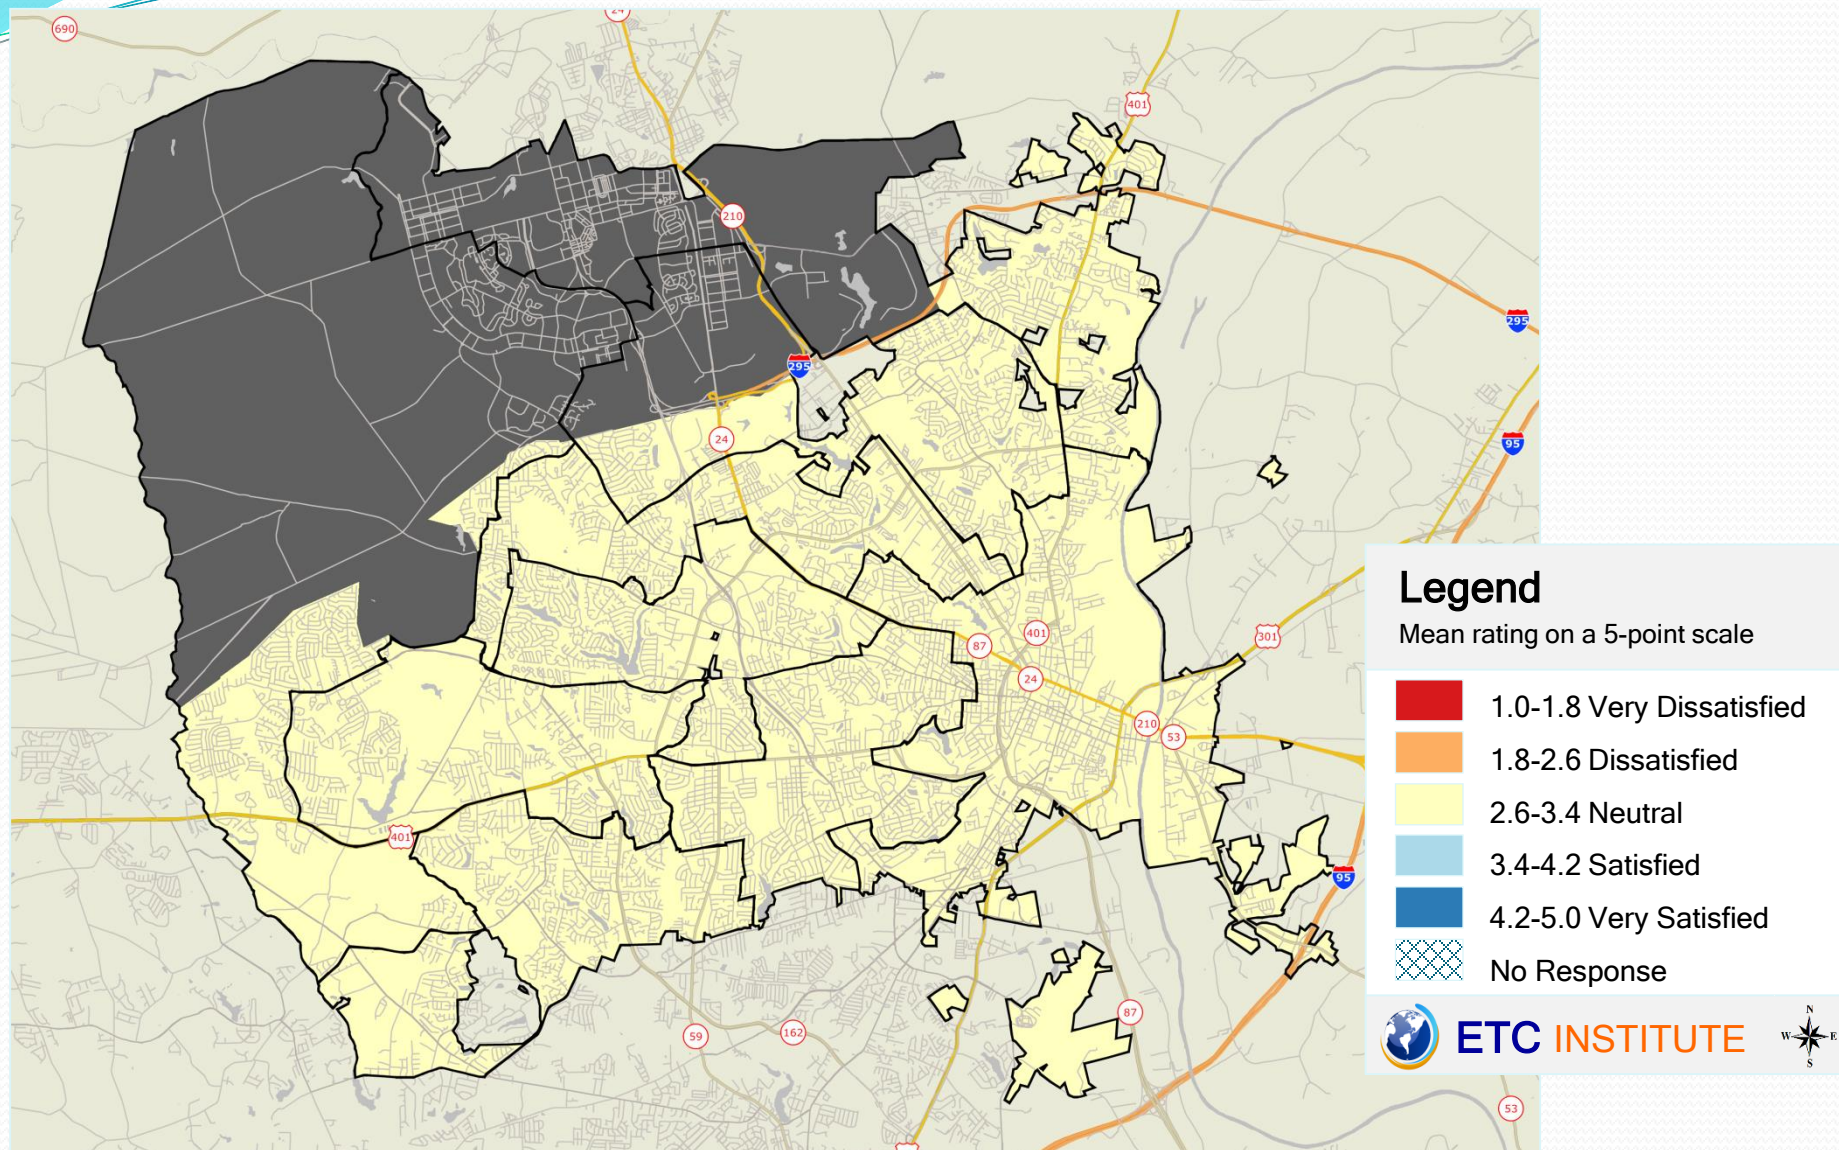 690
24
401
210
295
295
24
95
401
87
301
24
210
53
401
95
87
59
162
53
Legend
Mean rating on a 5-point scale
1.0-1.8 Very Dissatisfied
1.8-2.6 Dissatisfied
2.6-3.4 Neutral
3.4-4.2 Satisfied
4.2-5.0 Very Satisfied
No Response
ETC INSTITUTE
N
W E
S